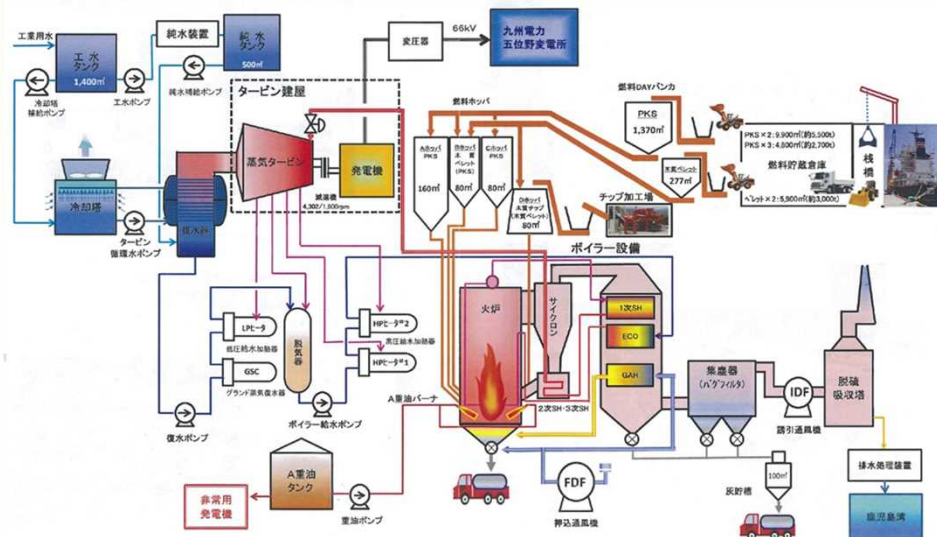 工業用水
工水
タンク
1,400㎥
純水装置
純水
タンク
500㎥
冷却塔
補給ポンプ
工水ポンプ
純水補給ポンプ
変圧器
66kV
九州電力
五位野変電所
タービン建屋
蒸気タービン
減速機
4,302/1,800rpm
発電機
冷却塔
タービン
循環水ポンプ
復水器
燃料ホッパ
Aホッパ
PKS
160㎥
Bホッパ
木質
ペレット
(PKS)
80㎥
Cホッパ
PKS
80㎥
Dホッパ
木質チップ
(木質ペレット)
80㎥
燃料DAYバンカ
PKS
1,370㎥
木質ペレット
277㎥
PKS×2:9,900㎥(約5,500t)
PKS×3:4,800㎥(約2,700t)
燃料貯蔵倉庫
ペレット×2:5,900㎥(約3,000t)
桟橋
チップ加工場
ボイラー設備
火炉
サイクロン
1次SH
ECO
GAH
2次SH・3次SH
LPヒータ
低圧給水加熱器
GSC
グランド蒸気復水器
脱気器
HPヒータ#2
高圧給水加熱器
HPヒータ#1
復水ポンプ
ボイラー給水ポンプ
A重油バーナ
A重油
タンク
重油ポンプ
非常用
発電機
FDF
押込通風機
集塵器
(バグフィルタ)
IDF
誘引通風機
脱硫
吸収塔
100㎥
灰貯槽
排水処理装置
鹿児島湾